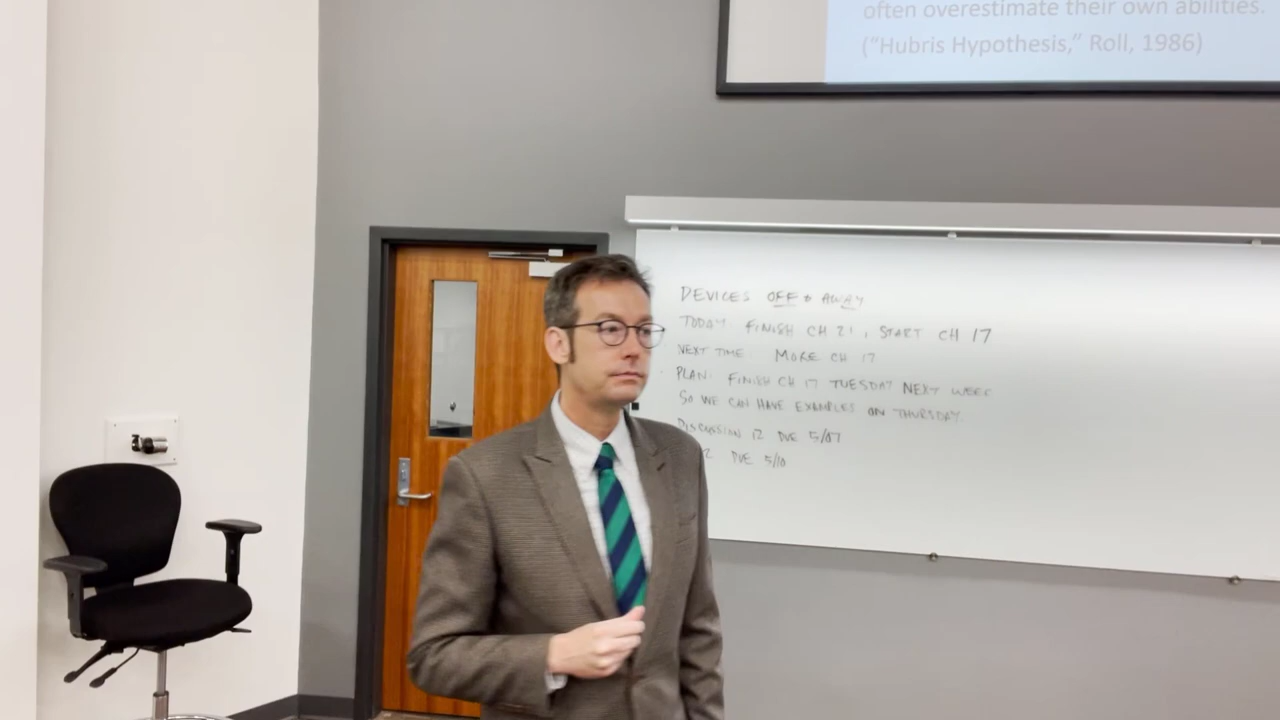 often overestimate their own abilities.
("Hubris Hypothesis," Roll, 1986)
DEVICES OFF & AWAY
TODAY: FINISH CH 21, START CH 17
NEXT TIME: MORE CH 17
PLAN: FINISH CH 17 TUESDAY NEXT WEEK
SO WE CAN HAVE EXAMPLES ON THURSDAY.
DISCUSSION 12 DUE 5/07
2 DUE 5/10